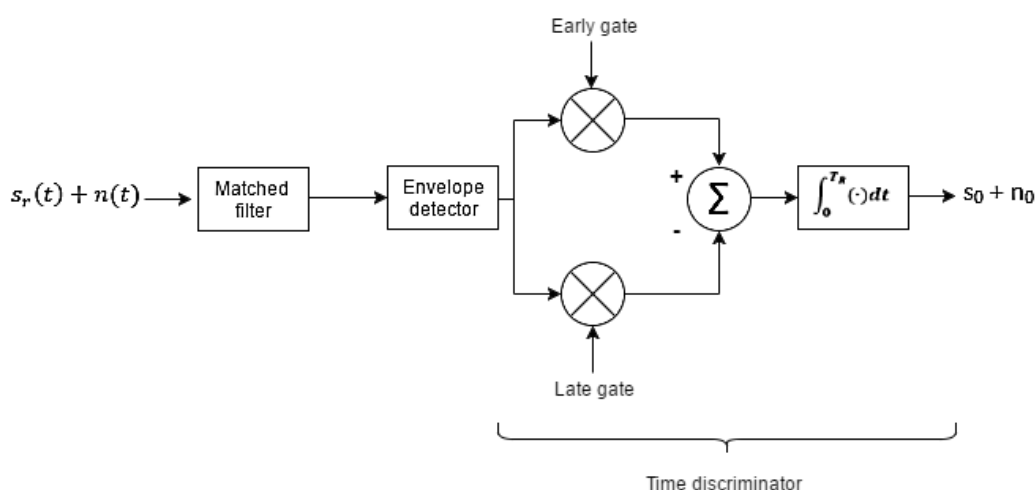 Early gate
s_r(t) + n(t)
Matched
filter
Envelope
detector
+
Σ
-
∫_0^{T_R} (·)dt
s_0 + n_0
Late gate
Time discriminator